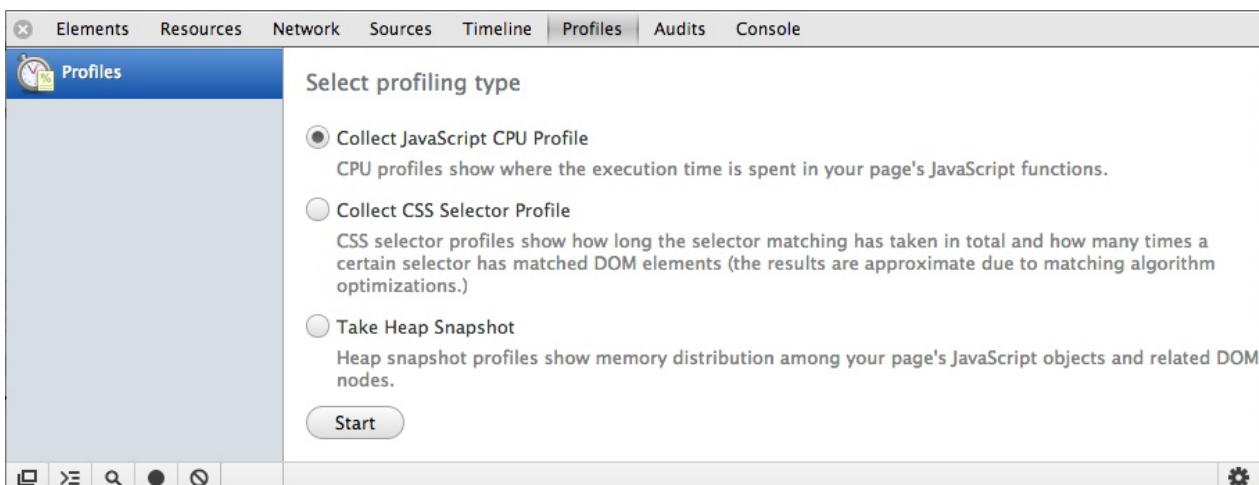 Elements Resources Network Sources Timeline Profiles Audits Console
Profiles
Select profiling type
Collect JavaScript CPU Profile
CPU profiles show where the execution time is spent in your page's JavaScript functions.
Collect CSS Selector Profile
CSS selector profiles show how long the selector matching has taken in total and how many times a
certain selector has matched DOM elements (the results are approximate due to matching algorithm
optimizations.)
Take Heap Snapshot
Heap snapshot profiles show memory distribution among your page's JavaScript objects and related DOM
nodes.
Start